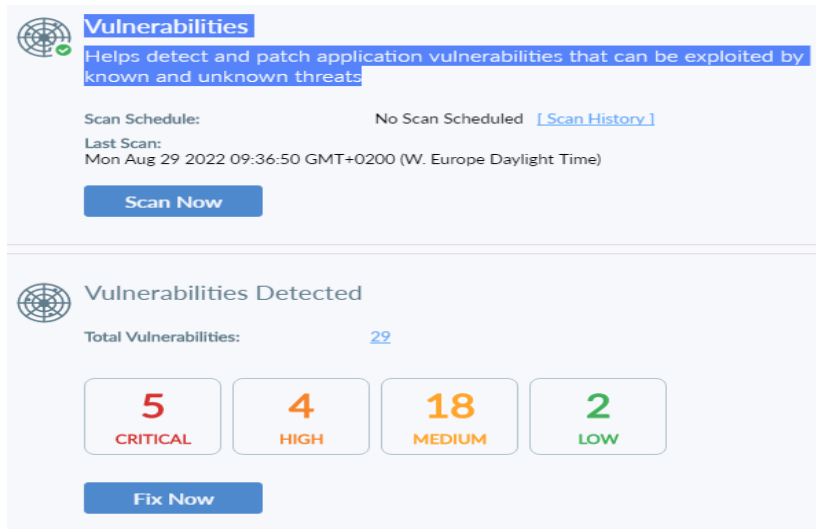 Vulnerabilities
Helps detect and patch application vulnerabilities that can be exploited by
known and unknown threats
Scan Schedule: No Scan Scheduled [ Scan History ]
Last Scan:
Mon Aug 29 2022 09:36:50 GMT+0200 (W. Europe Daylight Time)
Scan Now
Vulnerabilities Detected
Total Vulnerabilities: 29
5 4 18 2
CRITICAL HIGH MEDIUM LOW
Fix Now